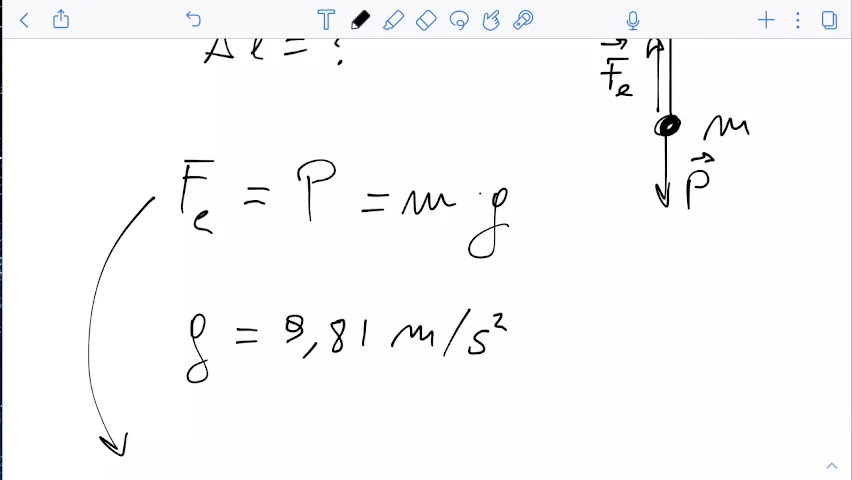 Δl = ?
F⃗e
m
P⃗
Fe = P = m g
g = 9,81 m/s²